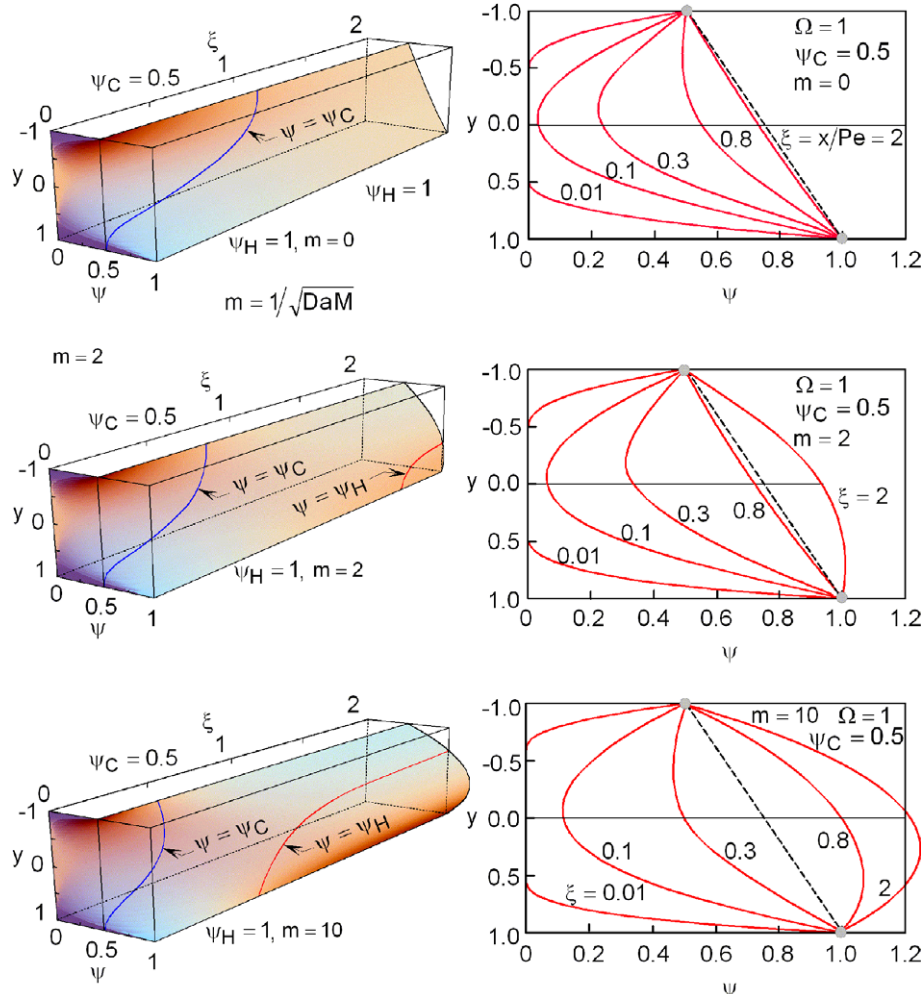 ξ
2
1
ψC = 0.5
0
-1
y
0
1
0
0.5
1
ψ
ψ = ψC
ψH = 1
ψH = 1, m = 0
m = 1/√DaM
-1.0
-0.5
y
0.0
0.5
1.0
0
0.2
0.4
0.6
0.8
1.0
1.2
ψ
Ω = 1
ψC = 0.5
m = 0
ξ = x/Pe = 2
0.8
0.3
0.1
0.01
m = 2
ξ
2
1
ψC = 0.5
0
-1
y
0
1
0
0.5
1
ψ
ψ = ψC
ψ = ψH
ψH = 1, m = 2
-1.0
-0.5
y
0.0
0.5
1.0
0
0.2
0.4
0.6
0.8
1.0
1.2
ψ
Ω = 1
ψC = 0.5
m = 2
ξ = 2
0.8
0.3
0.1
0.01
ξ
2
1
ψC = 0.5
0
-1
y
0
1
0
0.5
1
ψ
ψ = ψC
ψ = ψH
ψH = 1, m = 10
-1.0
-0.5
y
0.0
0.5
1.0
0
0.2
0.4
0.6
0.8
1.0
1.2
ψ
m = 10 Ω = 1
ψC = 0.5
0.8
0.3
0.1
2
ξ = 0.01